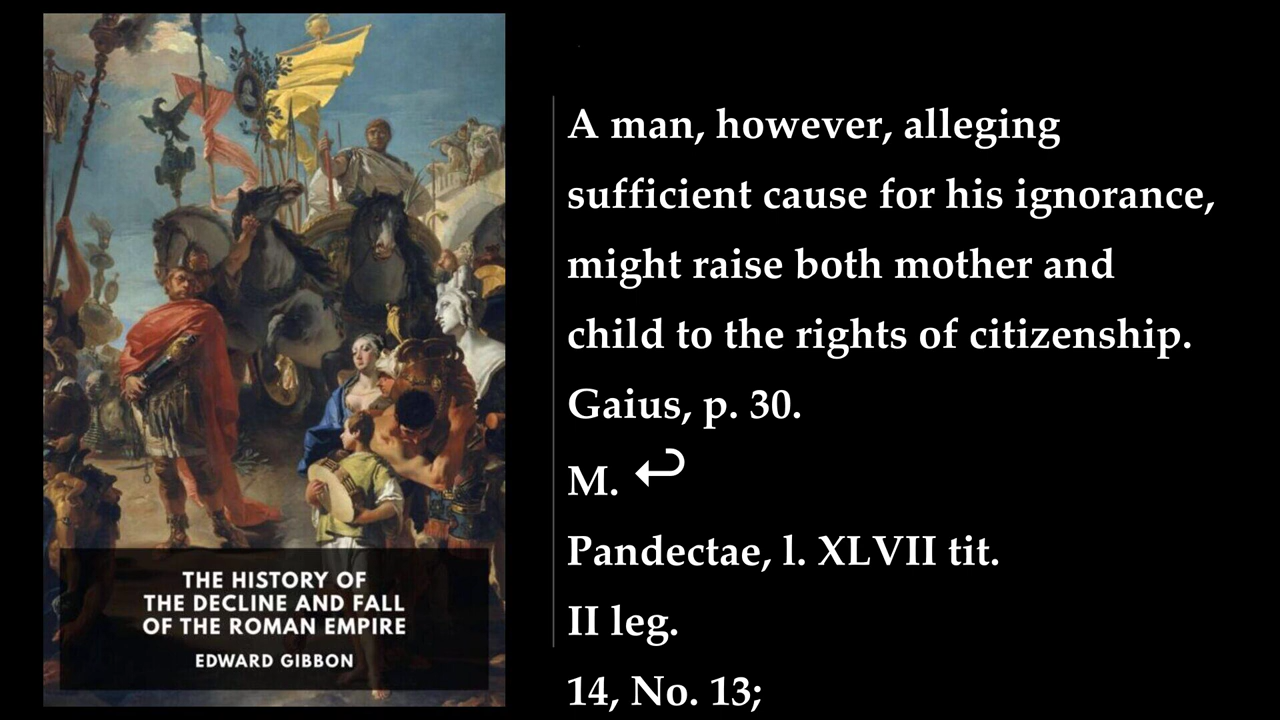 THE HISTORY OF
THE DECLINE AND FALL
OF THE ROMAN EMPIRE
EDWARD GIBBON
A man, however, alleging
sufficient cause for his ignorance,
might raise both mother and
child to the rights of citizenship.
Gaius, p. 30.
M. ↩
Pandectae, l. XLVII tit.
II leg.
14, No. 13;